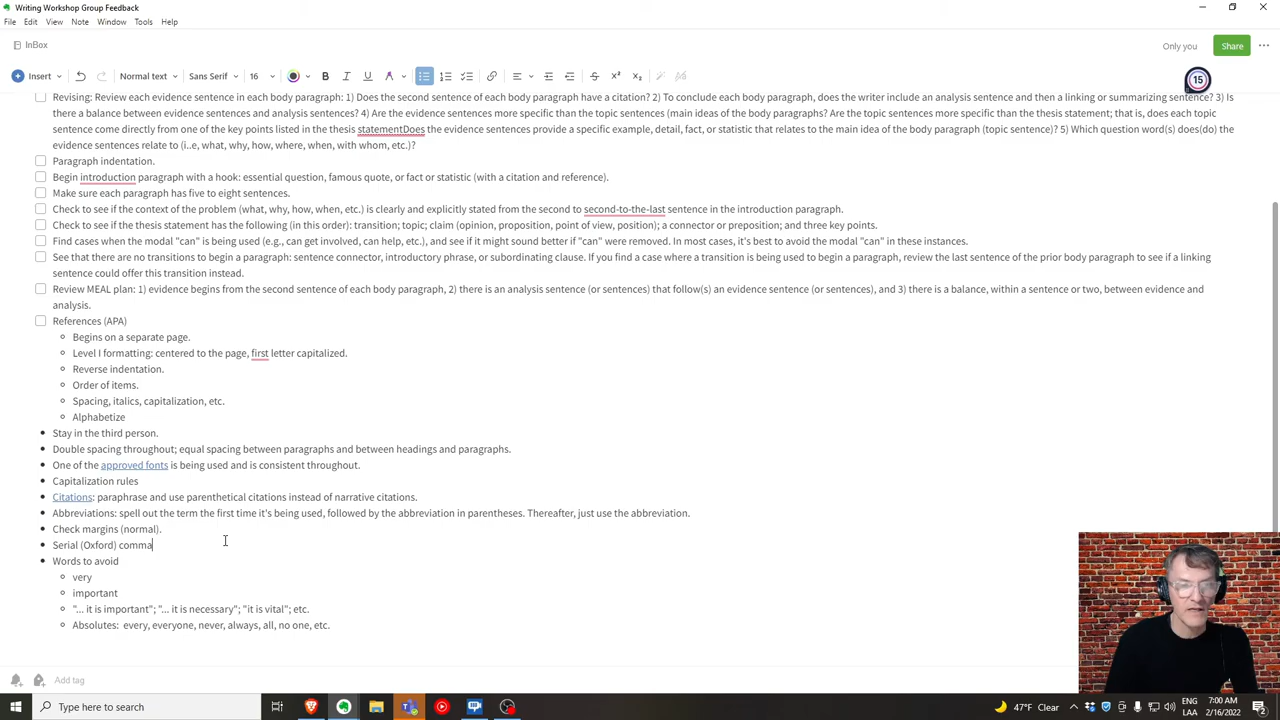 Writing Workshop Group Feedback
File Edit View Note Window Tools Help
InBox
Only you
Share
Insert
Normal text
Sans Serif
16
15
Revising: Review each evidence sentence in each body paragraph: 1) Does the second sentence of each body paragraph have a citation? 2) To conclude each body paragraph, does the writer include an analysis sentence and then a linking or summarizing sentence? 3) Is
there a balance between evidence sentences and analysis sentences? 4) Are the evidence sentences more specific than the topic sentences (main ideas of the body paragraphs? Are the topic sentences more specific than the thesis statement; that is, does each topic
sentence come directly from one of the key points listed in the thesis statementDoes the evidence sentences provide a specific example, detail, fact, or statistic that relates to the main idea of the body paragraph (topic sentence)? 5) Which question word(s) does(do) the
evidence sentences relate to (i..e, what, why, how, where, when, with whom, etc.)?
Paragraph indentation.
Begin introduction paragraph with a hook: essential question, famous quote, or fact or statistic (with a citation and reference).
Make sure each paragraph has five to eight sentences.
Check to see if the context of the problem (what, why, how, when, etc.) is clearly and explicitly stated from the second to second-to-the-last sentence in the introduction paragraph.
Check to see if the thesis statement has the following (in this order): transition; topic; claim (opinion, proposition, point of view, position); a connector or preposition; and three key points.
Find cases when the modal "can" is being used (e.g., can get involved, can help, etc.), and see if it might sound better if "can" were removed. In most cases, it's best to avoid the modal "can" in these instances.
See that there are no transitions to begin a paragraph: sentence connector, introductory phrase, or subordinating clause. If you find a case where a transition is being used to begin a paragraph, review the last sentence of the prior body paragraph to see if a linking
sentence could offer this transition instead.
Review MEAL plan: 1) evidence begins from the second sentence of each body paragraph, 2) there is an analysis sentence (or sentences) that follow(s) an evidence sentence (or sentences), and 3) there is a balance, within a sentence or two, between evidence and
analysis.
References (APA)
Begins on a separate page.
Level I formatting: centered to the page, first letter capitalized.
Reverse indentation.
Order of items.
Spacing, italics, capitalization, etc.
Alphabetize
Stay in the third person.
Double spacing throughout; equal spacing between paragraphs and between headings and paragraphs.
One of the approved fonts is being used and is consistent throughout.
Capitalization rules
Citations: paraphrase and use parenthetical citations instead of narrative citations.
Abbreviations: spell out the term the first time it's being used, followed by the abbreviation in parentheses. Thereafter, just use the abbreviation.
Check margins (normal).
Serial (Oxford) comma
Words to avoid
very
important
"... it is important"; "... it is necessary"; "it is vital"; etc.
Absolutes: every, everyone, never, always, all, no one, etc.
Add tag
Type here to search
47°F Clear
ENG
LAA
7:00 AM
2/16/2022